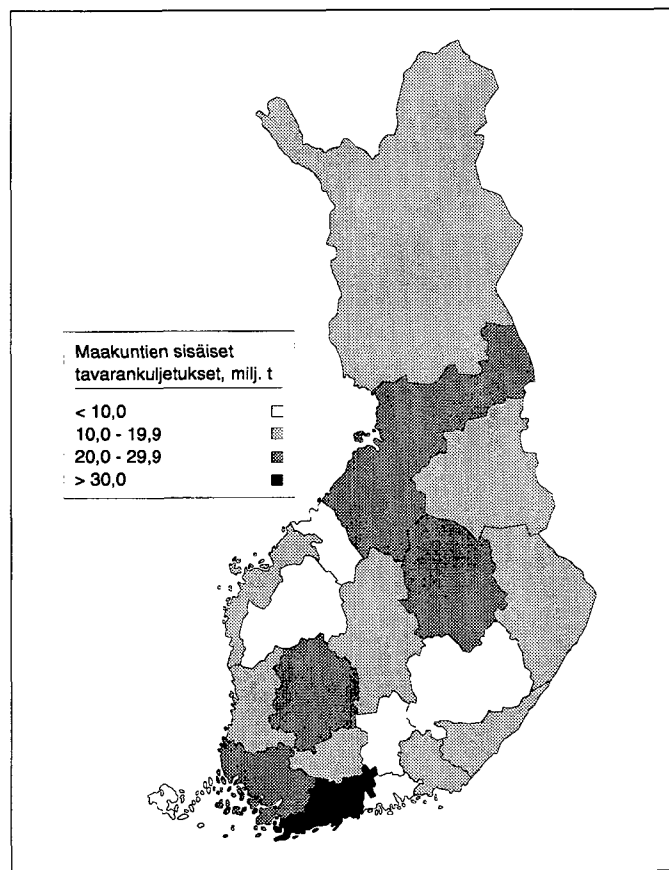 Maakuntien sisäiset
tavarankuljetukset, milj. t
< 10,0
10,0 - 19,9
20,0 - 29,9
> 30,0